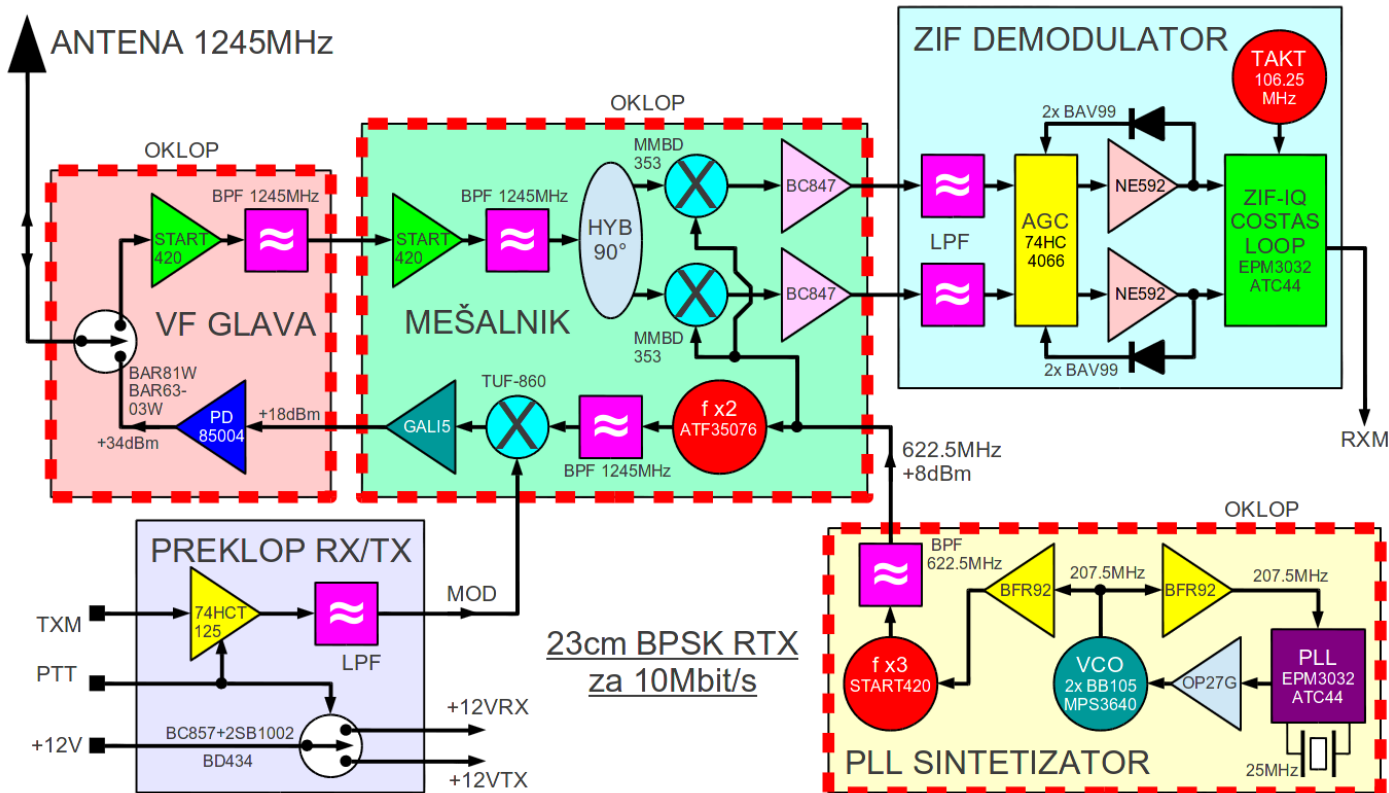 ANTENA 1245MHz
OKLOP
VF GLAVA
START
420
BPF 1245MHz
BAR81W
BAR63-
03W
PD
85004
+34dBm
+18dBm
OKLOP
MEŠALNIK
START
420
BPF 1245MHz
HYB
90°
MMBD
353
MMBD
353
BC847
BC847
GALI5
TUF-860
BPF 1245MHz
f x2
ATF35076
ZIF DEMODULATOR
TAKT
106.25
MHz
2x BAV99
LPF
AGC
74HC
4066
NE592
NE592
2x BAV99
ZIF-IQ
COSTAS
LOOP
EPM3032
ATC44
RXM
622.5MHz
+8dBm
PREKLOP RX/TX
TXM
PTT
+12V
74HCT
125
LPF
MOD
BC857+2SB1002
BD434
+12VRX
+12VTX
23cm BPSK RTX
za 10Mbit/s
OKLOP
BPF
622.5MHz
BFR92
207.5MHz
BFR92
207.5MHz
f x3
START420
VCO
2x BB105
MPS3640
OP27G
PLL
EPM3032
ATC44
25MHz
PLL SINTETIZATOR